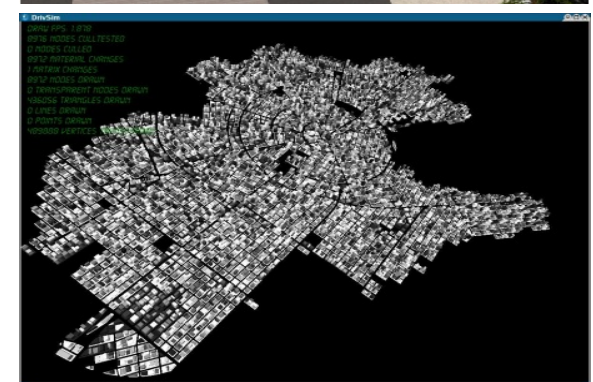 DrivSim
DRAW FPS: 1.878
8976 NODES CULLTESTED
0 NODES CULLED
8972 MATERIAL CHANGES
1 MATRIX CHANGES
8972 NODES DRAWN
0 TRANSPARENT NODES DRAWN
436056 TRIANGLES DRAWN
0 LINES DRAWN
0 POINTS DRAWN
489888 VERTICES